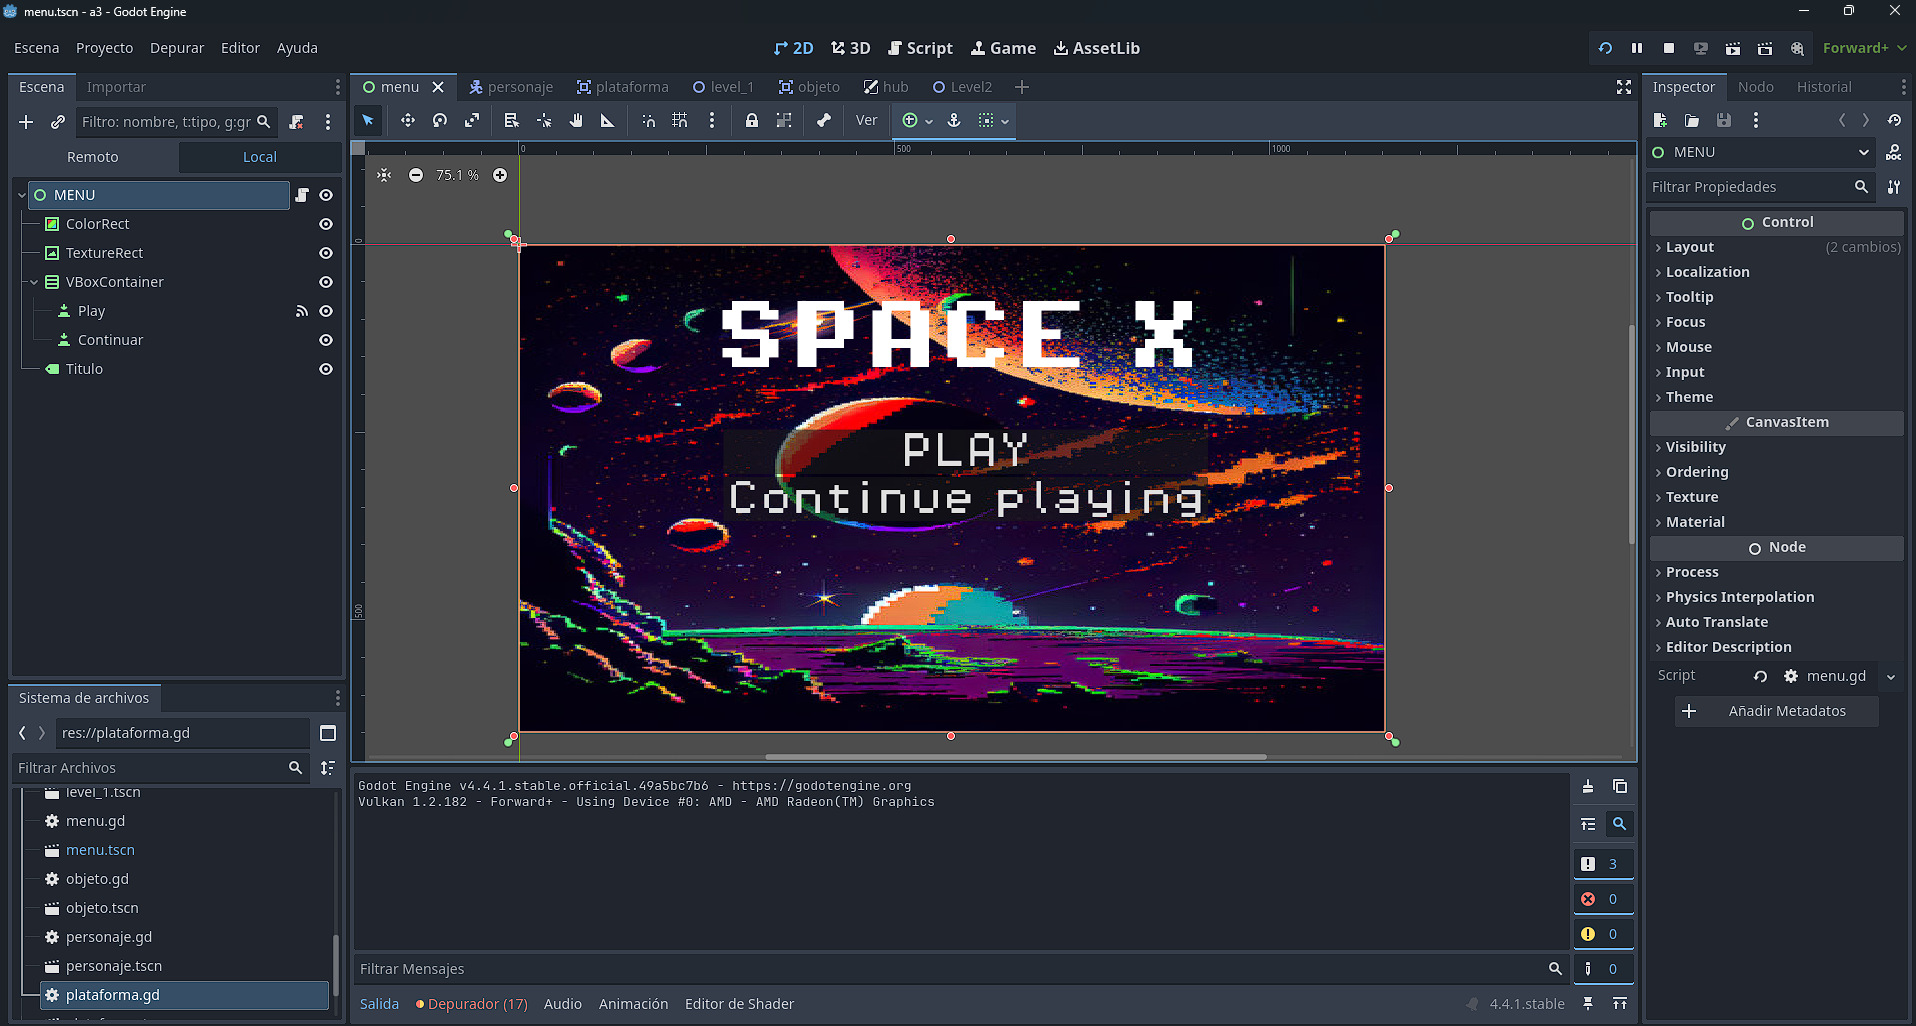 menu.tscn - a3 - Godot Engine
Escena Proyecto Depurar Editor Ayuda
2D 3D Script Game AssetLib
Forward+
Escena Importar
Filtro: nombre, t:tipo, g:gr
Remoto Local
MENU
ColorRect
TextureRect
VBoxContainer
Play
Continuar
Titulo
Sistema de archivos
res://plataforma.gd
Filtrar Archivos
level_1.tscn
menu.gd
menu.tscn
objeto.gd
objeto.tscn
personaje.gd
personaje.tscn
plataforma.gd
menu personaje plataforma level_1 objeto hub Level2
Ver
0 500 1000
75.1 %
0
500
SPACE X
PLAY
Continue playing
Godot Engine v4.4.1.stable.official.49a5bc7b6 - https://godotengine.org
Vulkan 1.2.182 - Forward+ - Using Device #0: AMD - AMD Radeon(TM) Graphics
3
0
0
0
Filtrar Mensajes
Salida Depurador (17) Audio Animación Editor de Shader
4.4.1.stable
Inspector Nodo Historial
MENU
Filtrar Propiedades
Control
Layout (2 cambios)
Localization
Tooltip
Focus
Mouse
Input
Theme
CanvasItem
Visibility
Ordering
Texture
Material
Node
Process
Physics Interpolation
Auto Translate
Editor Description
Script menu.gd
Añadir Metadatos